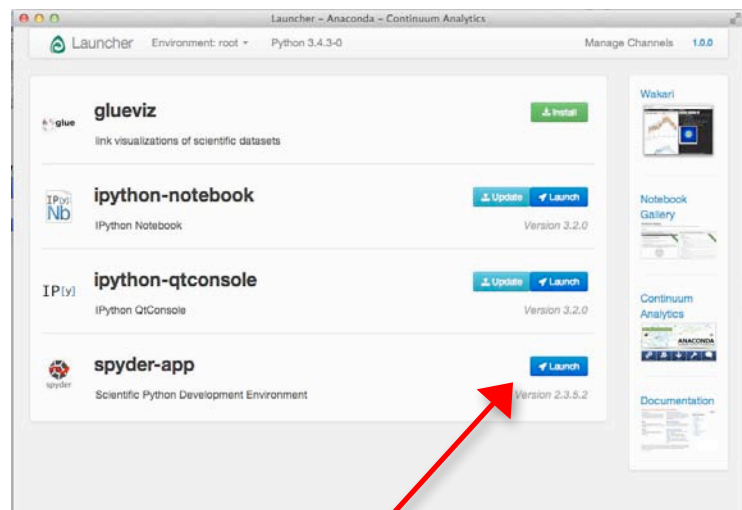 Launcher – Anaconda – Continuum Analytics
Launcher Environment: root Python 3.4.3-0 Manage Channels 1.0.0
glue
glueviz
Install
link visualizations of scientific datasets
IP[y]:
Nb
ipython-notebook
Update Launch
IPython Notebook
Version 3.2.0
IP[y]
ipython-qtconsole
Update Launch
IPython QtConsole
Version 3.2.0
spyder
spyder-app
Launch
Scientific Python Development Environment
Version 2.3.5.2
Wakari
Notebook
Gallery
Continuum
Analytics
ANACONDA
Documentation